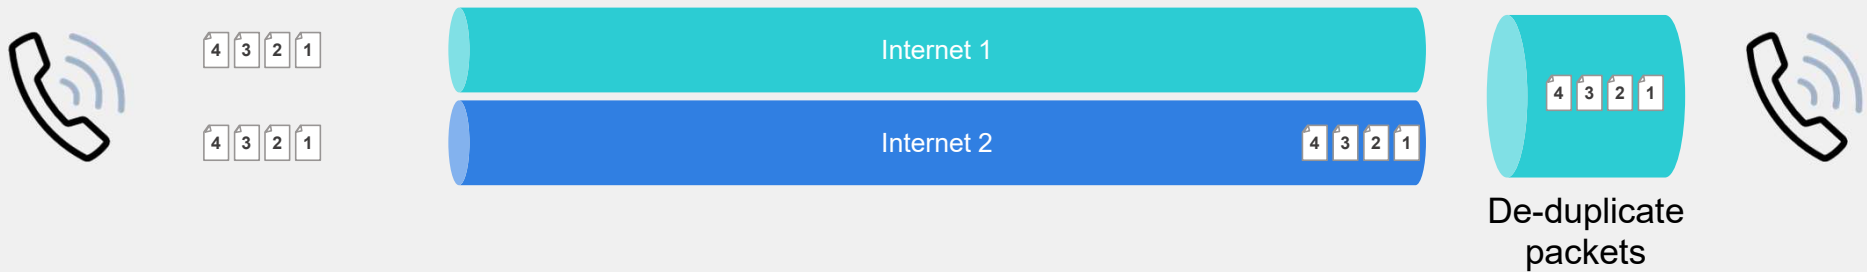 4 3 2 1
Internet 1
4 3 2 1
4 3 2 1
Internet 2
4 3 2 1
De-duplicate
packets